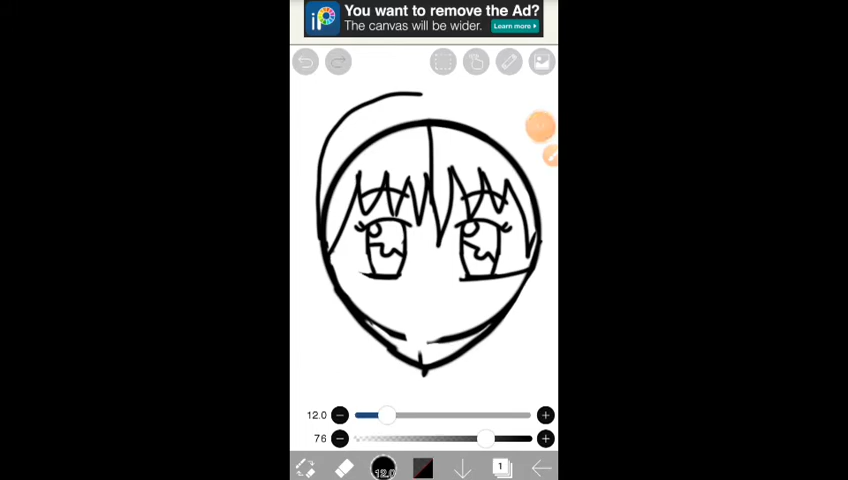 iP
You want to remove the Ad?
The canvas will be wider.
Learn more
12.0
76
12.0
1